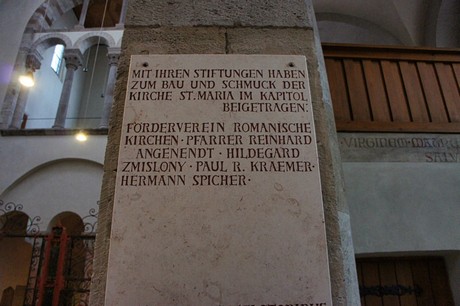 MIT IHREN STIFTUNGEN HABEN
ZUM BAU UND SCHMUCK DER
KIRCHE ST. MARIA IM KAPITOL
BEIGETRAGEN:
FÖRDERVEREIN ROMANISCHE
KIRCHEN · PFARRER REINHARD
ANGENENDT · HILDEGARD
ZMISLONY · PAUL R. KRAEMER ·
HERMANN SPICHER ·
VIRGINUM